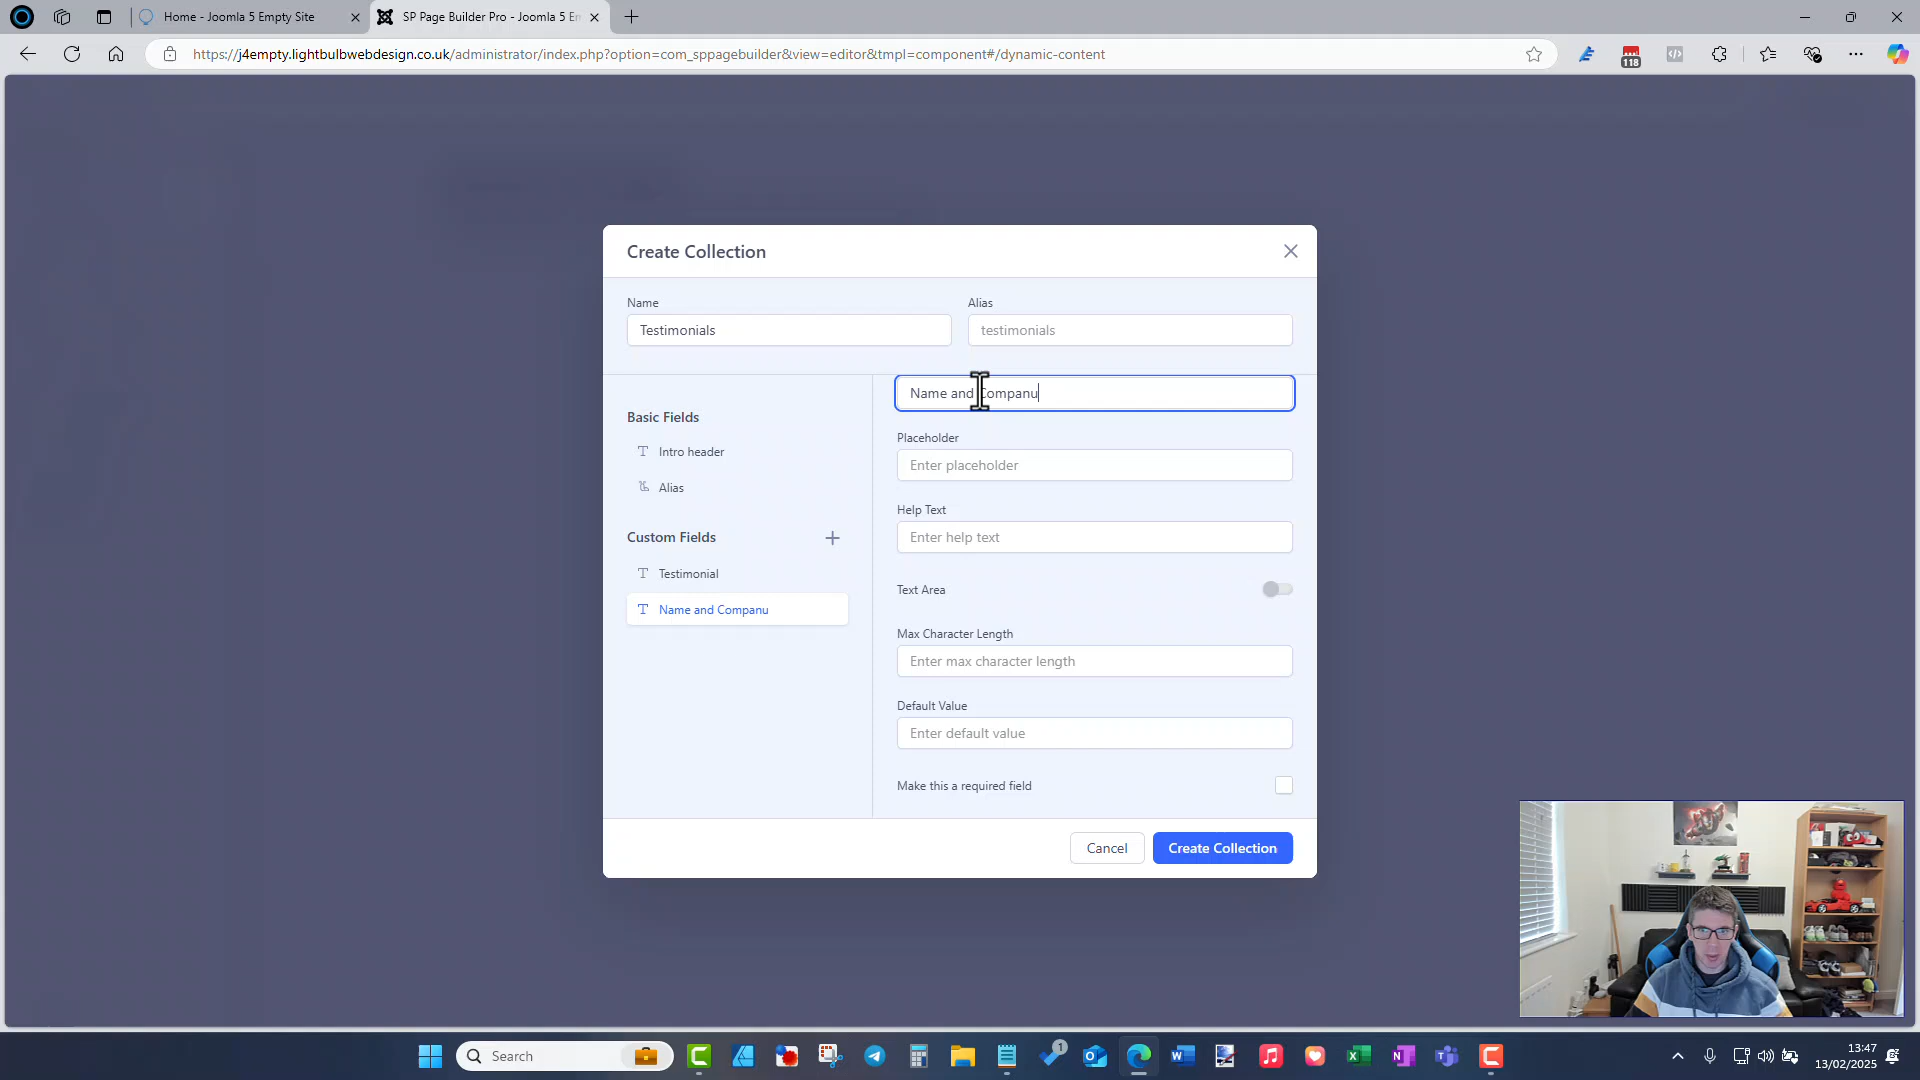 Home - Joomla 5 Empty Site
SP Page Builder Pro - Joomla 5 En
https://j4empty.lightbulbwebdesign.co.uk/administrator/index.php?option=com_sppagebuilder&view=editor&tmpl=component#/dynamic-content
118
Create Collection
Name
Alias
Testimonials
testimonials
Name and Companu
Basic Fields
Intro header
Alias
Custom Fields
Testimonial
Name and Companu
Placeholder
Enter placeholder
Help Text
Enter help text
Text Area
Max Character Length
Enter max character length
Default Value
Enter default value
Make this a required field
Cancel
Create Collection
Search
1
13:47
13/02/2025